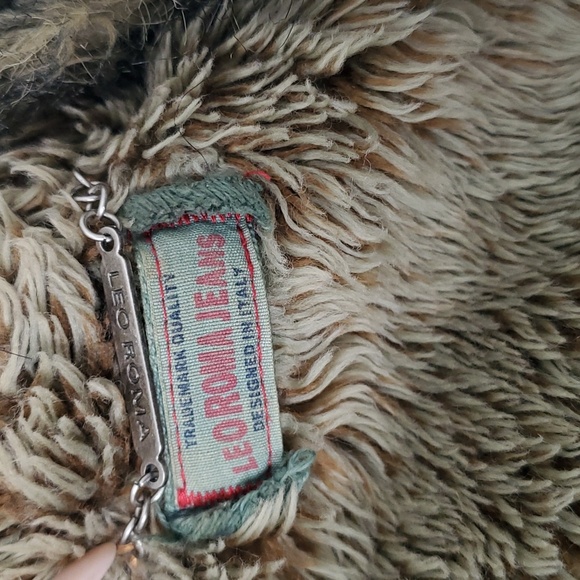 LEO ROMA
TRADEMARK QUALITY
LEO ROMA JEANS
DESIGNED IN ITALY